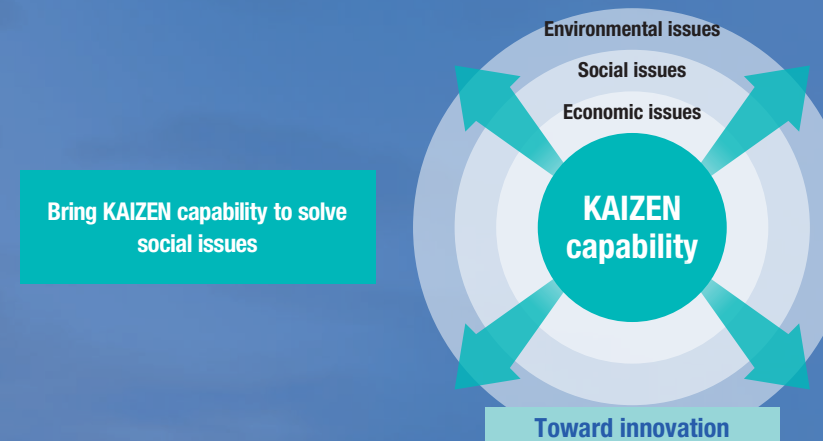 Environmental issues
Social issues
Economic issues
Bring KAIZEN capability to solve
social issues
KAIZEN
capability
Toward innovation